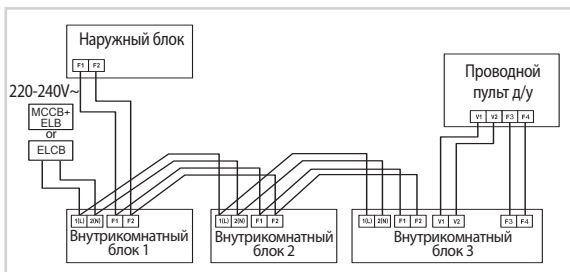 Наружный блок
F1 F2
220-240V~
MCCB+
ELB
or
ELCB
Проводной
пульт д/у
V1 V2 F3 F4
1(L) 2(N) F1 F2
Внутрикомнатный
блок 1
1(L) 2(N) F1 F2
Внутрикомнатный
блок 2
1(L) 2(N) F1 F2 V1 V2 F3 F4
Внутрикомнатный
блок 3